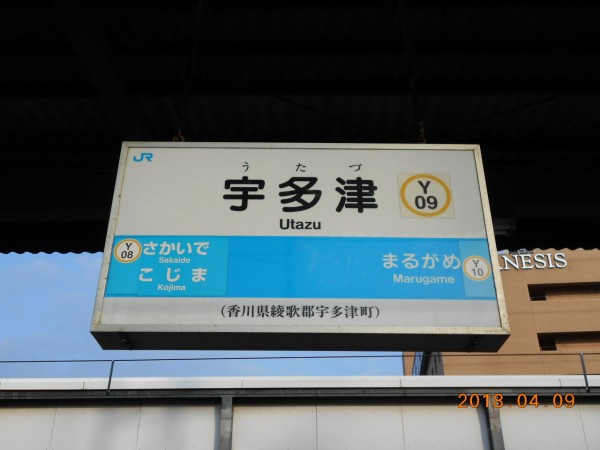 JR
うたづ
宇多津
Utazu
Y
09
Y
08
さかいで
Sakaide
こじま
Kojima
まるがめ
Marugame
Y
10
(香川県綾歌郡宇多津町)
NESIS
2018.04.09